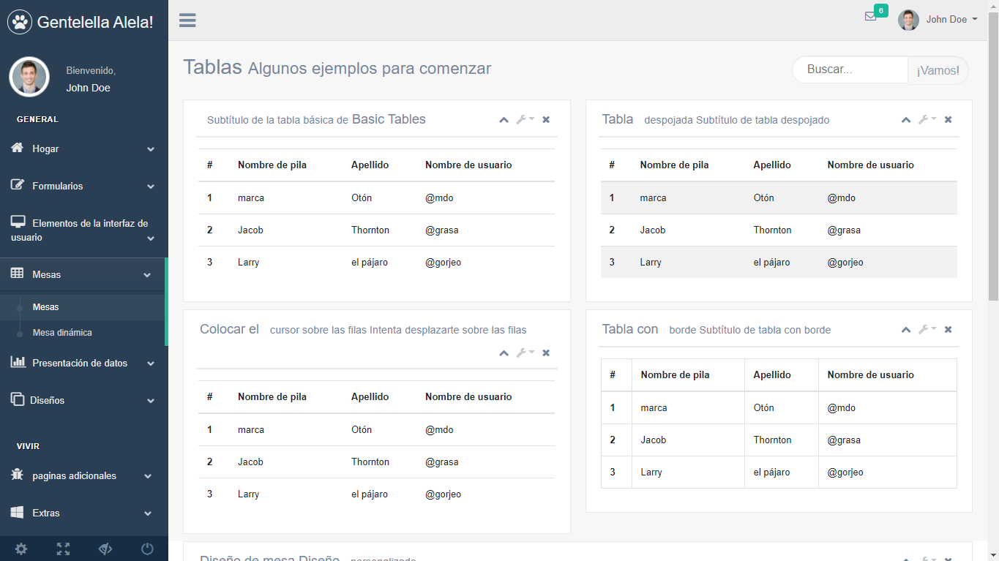 Gentelella Alela!
Bienvenido,
John Doe
GENERAL
Hogar
Formularios
Elementos de la interfaz de
usuario
Mesas
Mesas
Mesa dinámica
Presentación de datos
Diseños
VIVIR
paginas adicionales
Extras
6
John Doe
Tablas Algunos ejemplos para comenzar
Buscar... ¡Vamos!
Subtítulo de la tabla básica de Basic Tables
# Nombre de pila Apellido Nombre de usuario
1 marca Otón @mdo
2 Jacob Thornton @grasa
3 Larry el pájaro @gorjeo
Tabla despojada Subtítulo de tabla despojado
# Nombre de pila Apellido Nombre de usuario
1 marca Otón @mdo
2 Jacob Thornton @grasa
3 Larry el pájaro @gorjeo
Colocar el cursor sobre las filas Intenta desplazarte sobre las filas
# Nombre de pila Apellido Nombre de usuario
1 marca Otón @mdo
2 Jacob Thornton @grasa
3 Larry el pájaro @gorjeo
Tabla con borde Subtítulo de tabla con borde
# Nombre de pila Apellido Nombre de usuario
1 marca Otón @mdo
2 Jacob Thornton @grasa
3 Larry el pájaro @gorjeo
Diseño de mesa Diseño personalizado